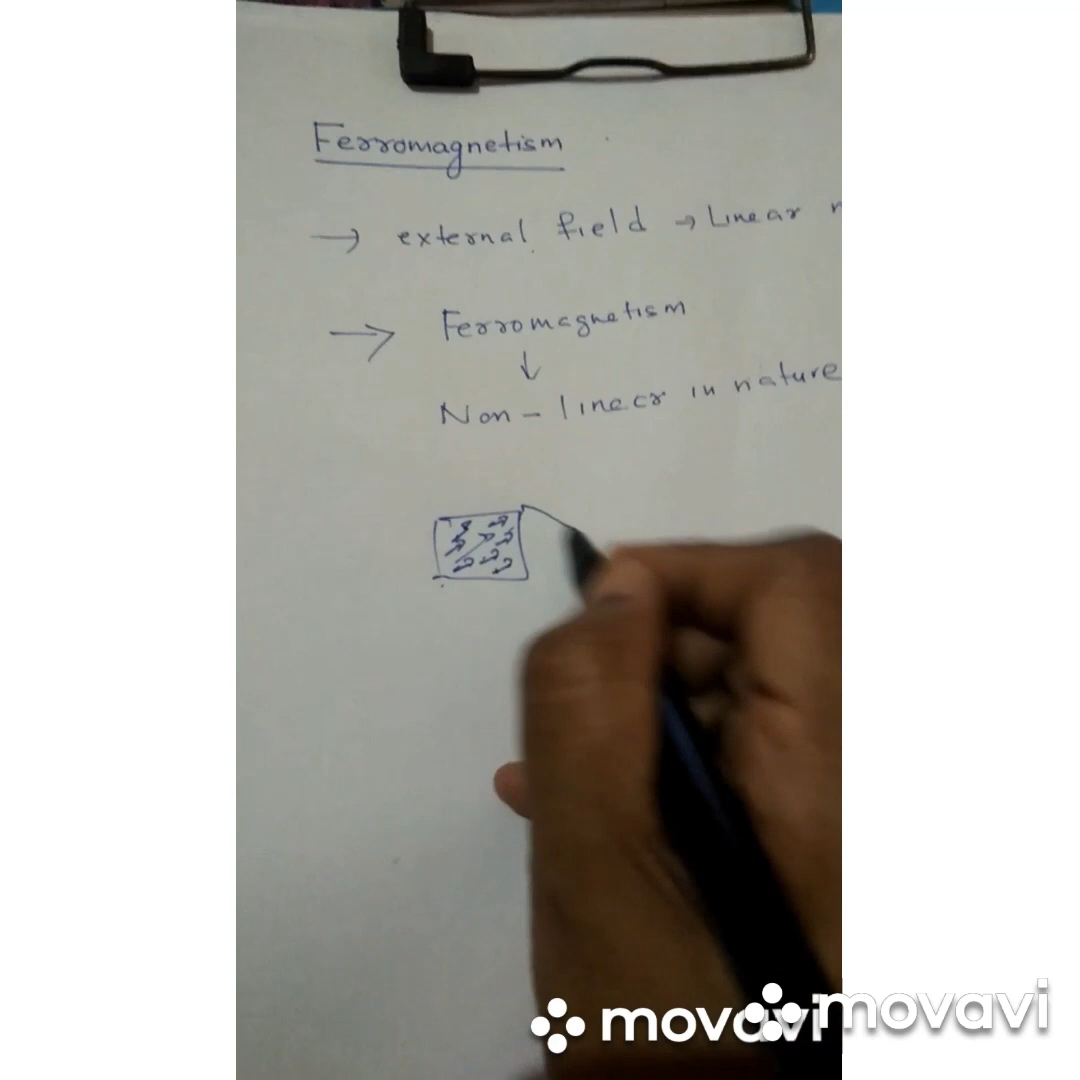 Ferromagnetism
→ external field → Linear
→ Ferromagnetism
↓
Non - linear in nature
movavi
movavi